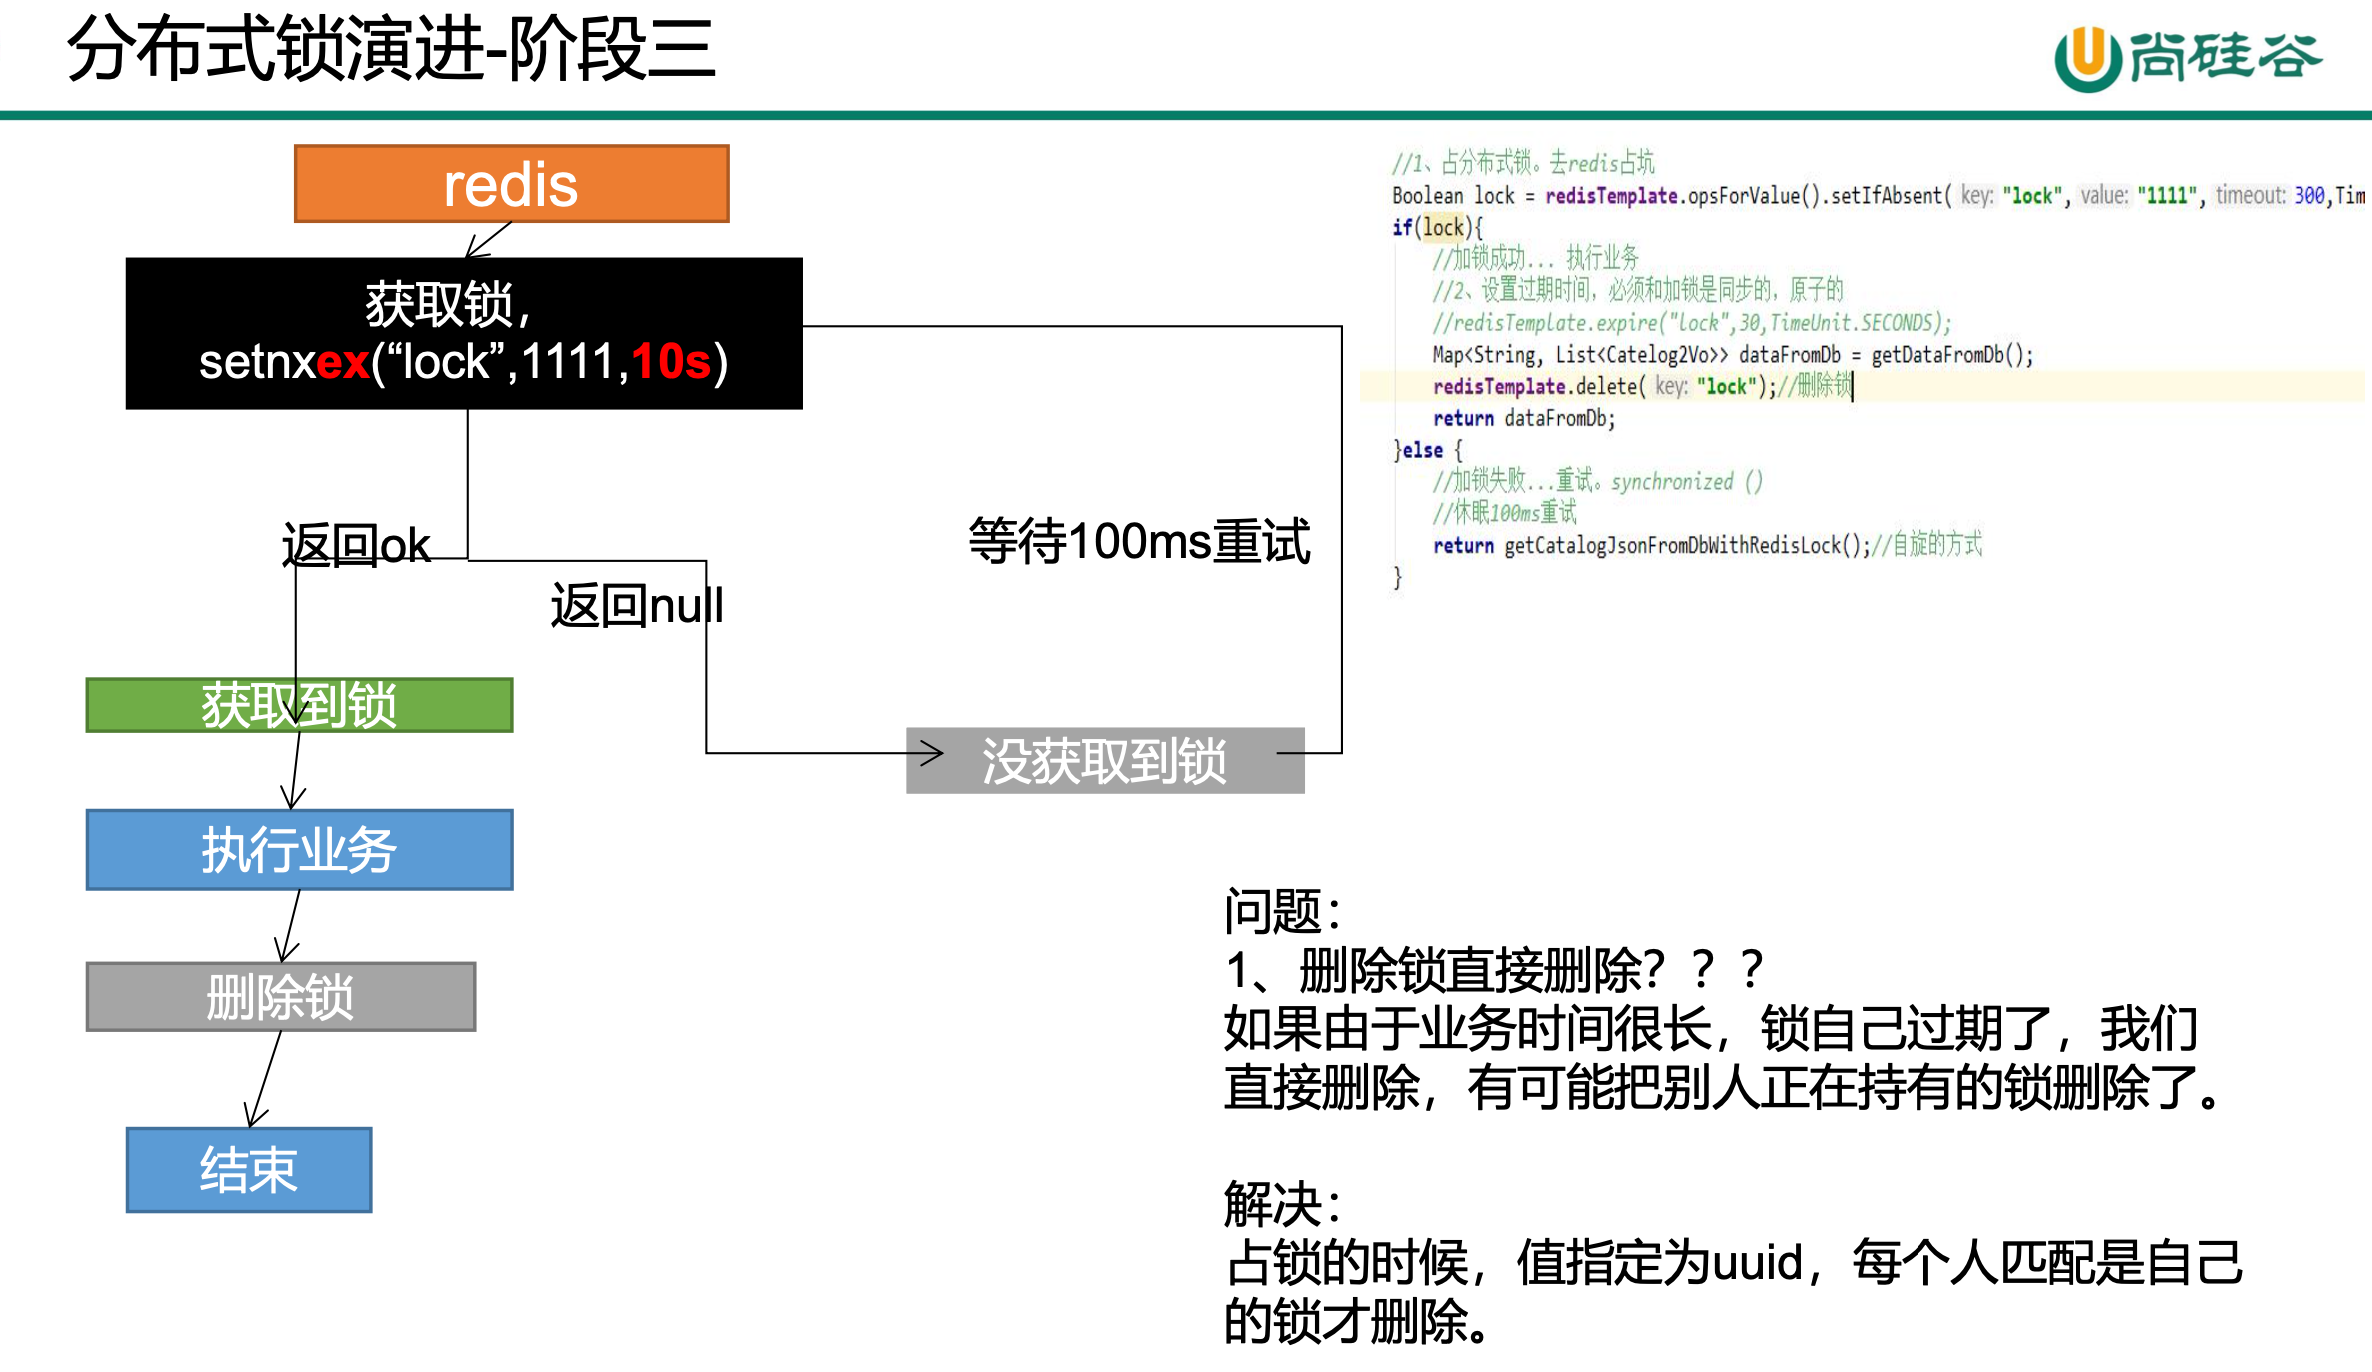 分布式锁演进-阶段三
尚硅谷
redis
获取锁，
setnxex(“lock”,1111,10s)
返回ok
返回null
等待100ms重试
获取到锁
没获取到锁
执行业务
删除锁
结束
//1、占分布式锁。去redis占坑
Boolean lock = redisTemplate.opsForValue().setIfAbsent( key: "lock", value: "1111", timeout: 300,Tim
if(lock){
//加锁成功... 执行业务
//2、设置过期时间，必须和加锁是同步的，原子的
//redisTemplate.expire("lock",30,TimeUnit.SECONDS);
Map<String, List<Catelog2Vo>> dataFromDb = getDataFromDb();
redisTemplate.delete( key: "lock");//删除锁
return dataFromDb;
}else {
//加锁失败...重试。synchronized ()
//休眠100ms重试
return getCatalogJsonFromDbWithRedisLock();//自旋的方式
}
问题：
1、删除锁直接删除？？？
如果由于业务时间很长，锁自己过期了，我们
直接删除，有可能把别人正在持有的锁删除了。
解决：
占锁的时候，值指定为uuid，每个人匹配是自己
的锁才删除。